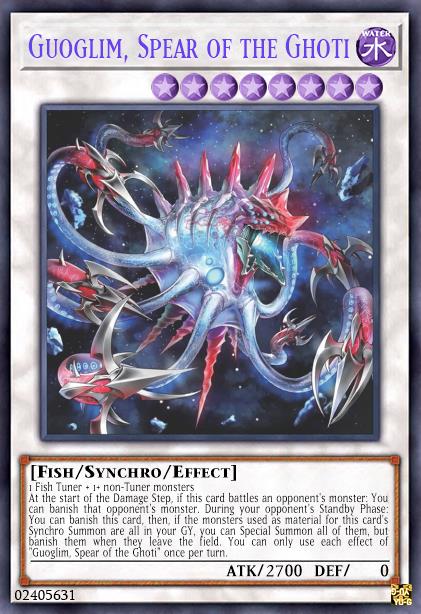 GUOGLIM, SPEAR OF THE GHOTI
WATER
水
[FISH/SYNCHRO/EFFECT]
1 Fish Tuner + 1+ non-Tuner monsters
At the start of the Damage Step, if this card battles an opponent's monster: You
can banish that opponent's monster. During your opponent's Standby Phase:
You can banish this card, then, if the monsters used as material for this card's
Synchro Summon are all in your GY, you can Special Summon all of them, but
banish them when they leave the field. You can only use each effect of
"Guoglim, Spear of the Ghoti" once per turn.
ATK/2700 DEF/ 0
02405631